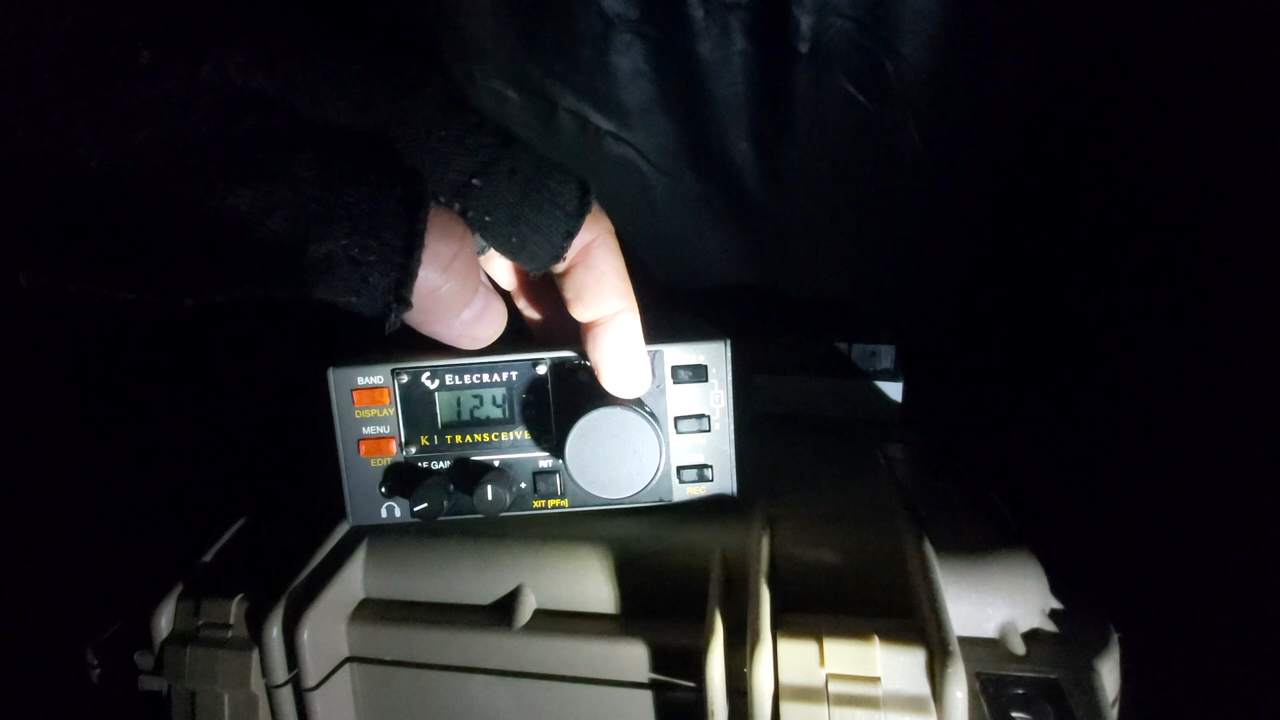 BAND
ELECRAFT
DISPLAY
12.4
MENU
K1 TRANSCEIVE
EDIT
AF GAIN
RIT
+
XIT [PFn]
REC